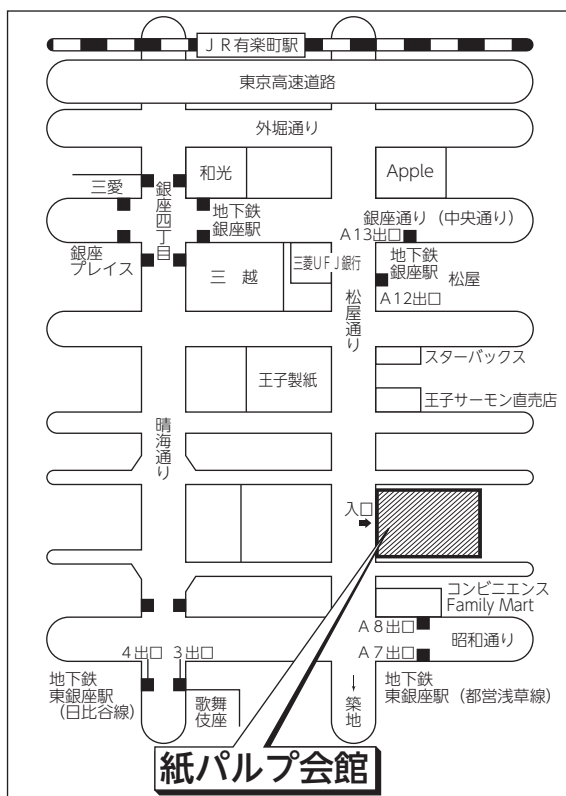 ＪＲ有楽町駅
東京高速道路
外堀通り
三愛
銀座四丁目
和光
Apple
地下鉄
銀座駅
銀座通り（中央通り）
A13出口
銀座
プレイス
三　越
三菱ＵＦＪ銀行
松屋通り
地下鉄
銀座駅
松屋
A12出口
スターバックス
王子製紙
王子サーモン直売店
晴海通り
入口
コンビニエンス
Family Mart
A８出口
昭和通り
4出口
3出口
A７出口
地下鉄
東銀座駅
（日比谷線）
歌舞
伎座
↓築地
地下鉄
東銀座駅（都営浅草線）
紙パルプ会館